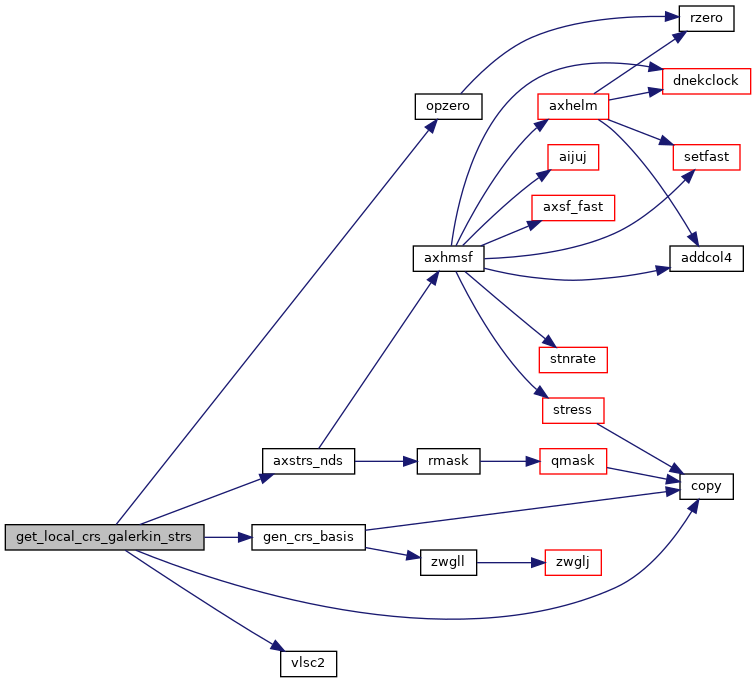 rzero
dnekclock
opzero
axhelm
aijuj
setfast
axsf_fast
axhmsf
addcol4
stnrate
stress
axstrs_nds
rmask
qmask
copy
get_local_crs_galerkin_strs
gen_crs_basis
zwgll
zwglj
vlsc2